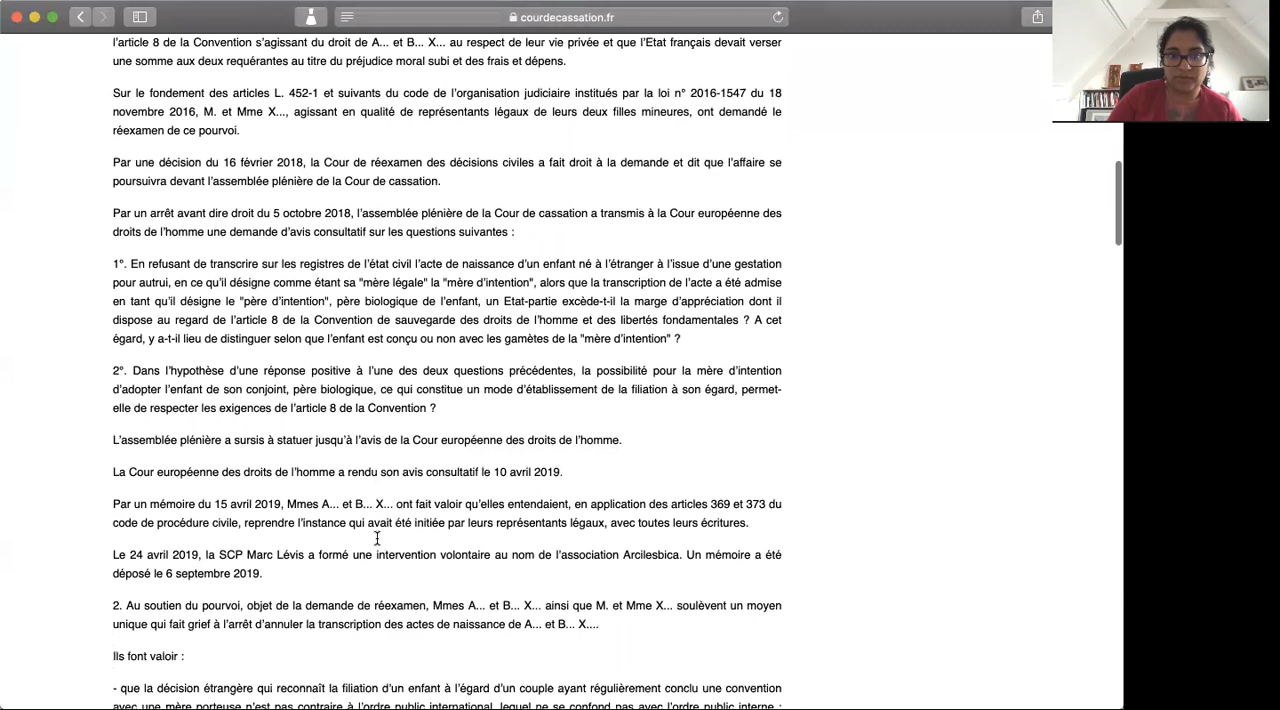 courdecassation.fr
l'article 8 de la Convention s'agissant du droit de A... et B... X... au respect de leur vie privée et que l'Etat français devait verser
une somme aux deux requérantes au titre du préjudice moral subi et des frais et dépens.
Sur le fondement des articles L. 452-1 et suivants du code de l'organisation judiciaire institués par la loi n° 2016-1547 du 18
novembre 2016, M. et Mme X..., agissant en qualité de représentants légaux de leurs deux filles mineures, ont demandé le
réexamen de ce pourvoi.
Par une décision du 16 février 2018, la Cour de réexamen des décisions civiles a fait droit à la demande et dit que l'affaire se
poursuivra devant l'assemblée plénière de la Cour de cassation.
Par un arrêt avant dire droit du 5 octobre 2018, l'assemblée plénière de la Cour de cassation a transmis à la Cour européenne des
droits de l'homme une demande d'avis consultatif sur les questions suivantes :
1°. En refusant de transcrire sur les registres de l'état civil l'acte de naissance d'un enfant né à l'étranger à l'issue d'une gestation
pour autrui, en ce qu'il désigne comme étant sa "mère légale" la "mère d'intention", alors que la transcription de l'acte a été admise
en tant qu'il désigne le "père d'intention", père biologique de l'enfant, un Etat-partie excède-t-il la marge d'appréciation dont il
dispose au regard de l'article 8 de la Convention de sauvegarde des droits de l'homme et des libertés fondamentales ? A cet
égard, y a-t-il lieu de distinguer selon que l'enfant est conçu ou non avec les gamètes de la "mère d'intention" ?
2°. Dans l'hypothèse d'une réponse positive à l'une des deux questions précédentes, la possibilité pour la mère d'intention
d'adopter l'enfant de son conjoint, père biologique, ce qui constitue un mode d'établissement de la filiation à son égard, permet-
elle de respecter les exigences de l'article 8 de la Convention ?
L'assemblée plénière a sursis à statuer jusqu'à l'avis de la Cour européenne des droits de l'homme.
La Cour européenne des droits de l'homme a rendu son avis consultatif le 10 avril 2019.
Par un mémoire du 15 avril 2019, Mmes A... et B... X... ont fait valoir qu'elles entendaient, en application des articles 369 et 373 du
code de procédure civile, reprendre l'instance qui avait été initiée par leurs représentants légaux, avec toutes leurs écritures.
Le 24 avril 2019, la SCP Marc Lévis a formé une intervention volontaire au nom de l'association Arcilesbica. Un mémoire a été
déposé le 6 septembre 2019.
2. Au soutien du pourvoi, objet de la demande de réexamen, Mmes A... et B... X... ainsi que M. et Mme X... soulèvent un moyen
unique qui fait grief à l'arrêt d'annuler la transcription des actes de naissance de A... et B... X....
Ils font valoir :
- que la décision étrangère qui reconnaît la filiation d'un enfant à l'égard d'un couple ayant régulièrement conclu une convention
avec une mère porteuse n'est pas contraire à l'ordre public international, lequel ne se confond pas avec l'ordre public interne ;